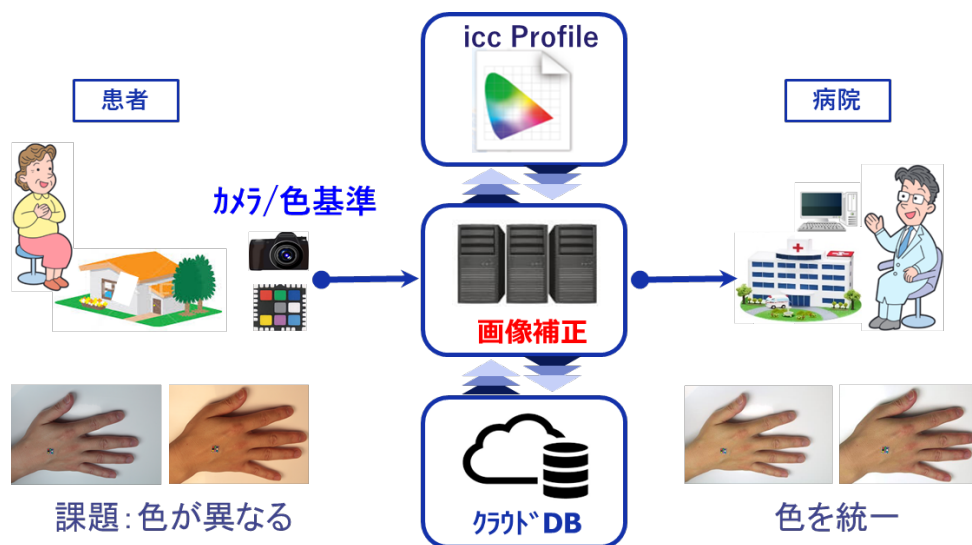 icc Profile
患者
病院
ｶﾒﾗ/色基準
画像補正
ｸﾗｳﾄﾞDB
課題：色が異なる
色を統一